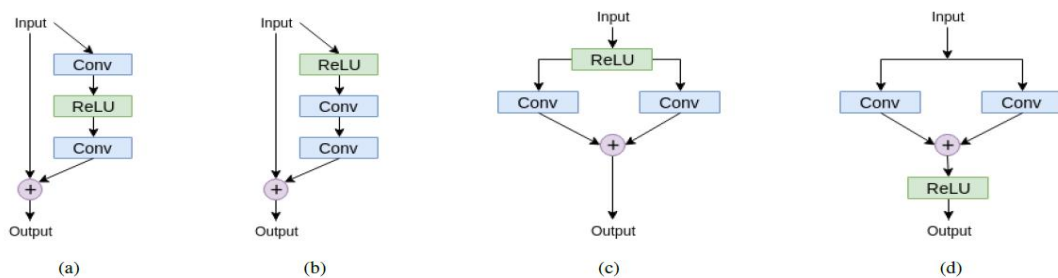 Input
Conv
ReLU
Conv
+
Output
(a)
Input
ReLU
Conv
Conv
+
Output
(b)
Input
ReLU
Conv Conv
+
Output
(c)
Input
Conv Conv
+
ReLU
Output
(d)